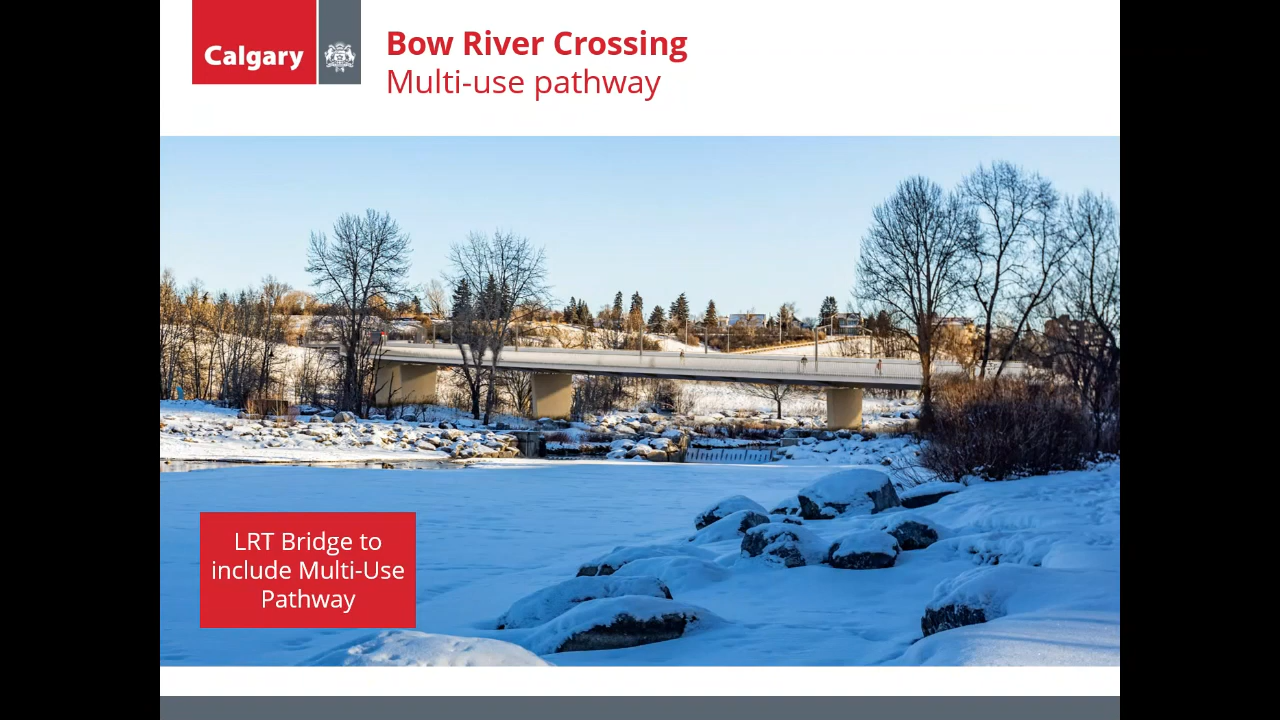 Calgary
Bow River Crossing
Multi-use pathway
LRT Bridge to
include Multi-Use
Pathway